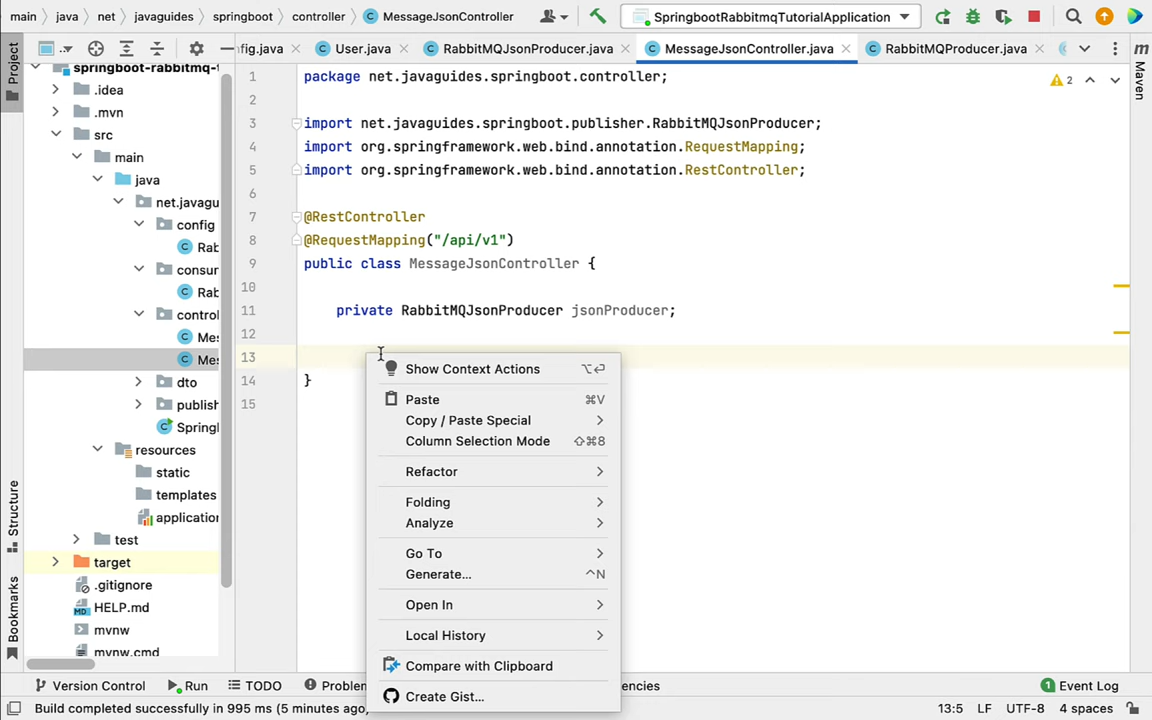 main
java
net
javaguides
springboot
controller
MessageJsonController
SpringbootRabbitmqTutorialApplication
Project
fig.java
User.java
RabbitMQJsonProducer.java
MessageJsonController.java
RabbitMQProducer.java
Maven
springboot-rabbitmq-
.idea
.mvn
src
main
java
net.javagu
config
Rab
consum
Rab
control
Mes
Mes
dto
publish
Spring
resources
static
templates
application
test
target
.gitignore
HELP.md
mvnw
mvnw.cmd
Structure
Bookmarks
1 package net.javaguides.springboot.controller;
2
3 import net.javaguides.springboot.publisher.RabbitMQJsonProducer;
4 import org.springframework.web.bind.annotation.RequestMapping;
5 import org.springframework.web.bind.annotation.RestController;
6
7 @RestController
8 @RequestMapping("/api/v1")
9 public class MessageJsonController {
10
11 private RabbitMQJsonProducer jsonProducer;
12
13
14 }
15
2
Show Context Actions ⌥⏎
Paste ⌘V
Copy / Paste Special
Column Selection Mode ⇧⌘8
Refactor
Folding
Analyze
Go To
Generate... ^N
Open In
Local History
Compare with Clipboard
Create Gist...
Version Control
Run
TODO
Problem
encies
1 Event Log
Build completed successfully in 995 ms (5 minutes ago)
13:5 LF UTF-8 4 spaces